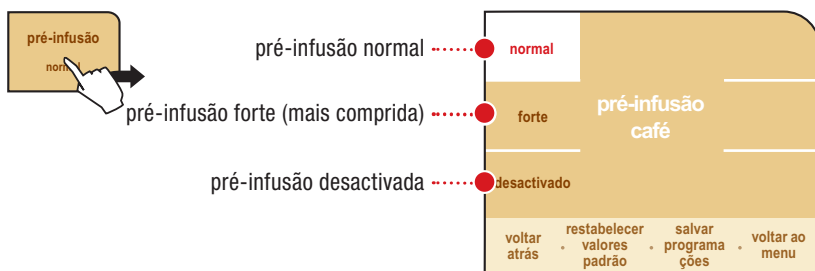 pré-infusão
normal
pré-infusão normal
pré-infusão forte (mais comprida)
pré-infusão desactivada
normal
forte
desactivado
pré-infusão
café
voltar
atrás
restabelecer
valores
padrão
salvar
programa
ções
voltar ao
menu